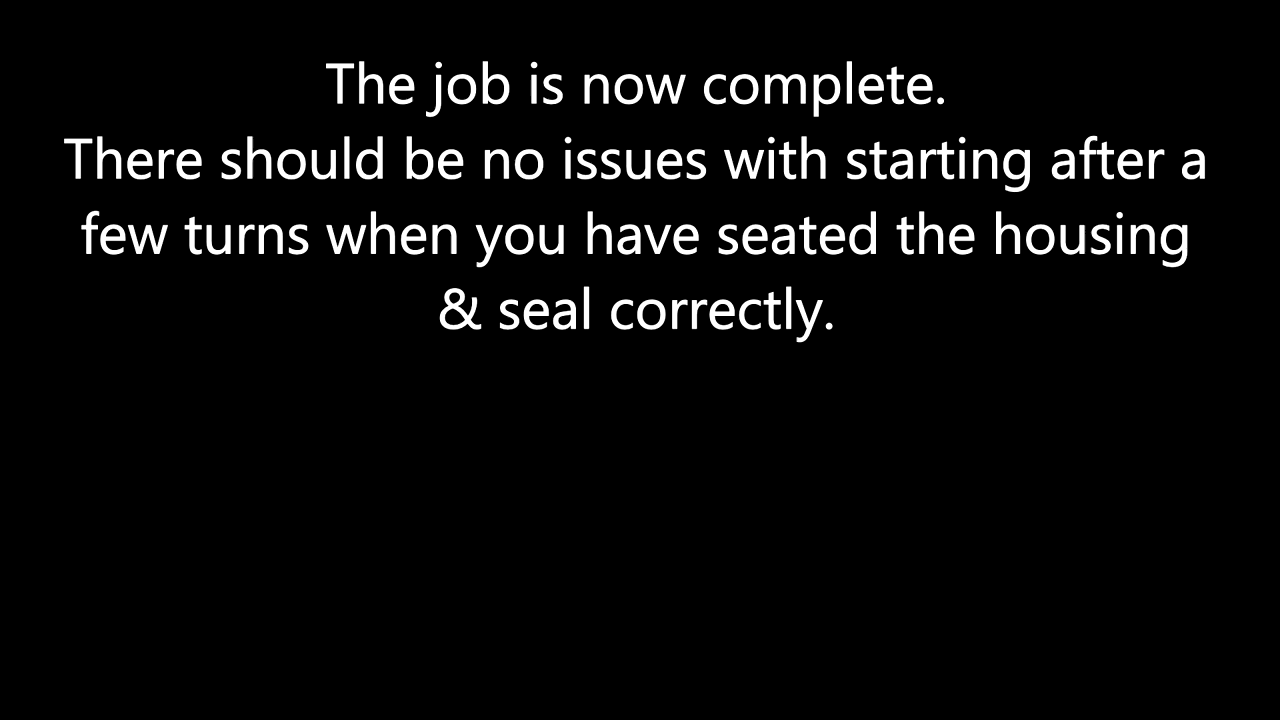 The job is now complete.
There should be no issues with starting after a
few turns when you have seated the housing
& seal correctly.